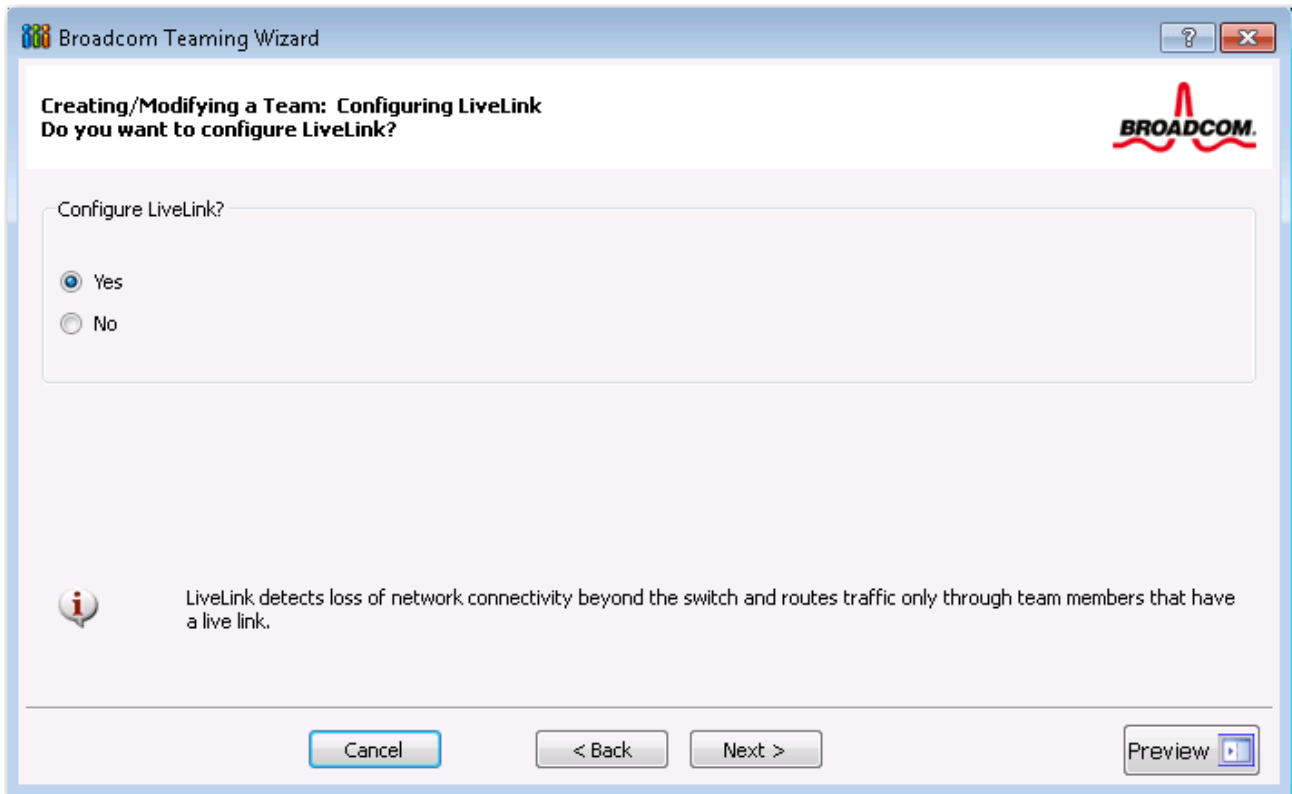 Broadcom Teaming Wizard
?
Creating/Modifying a Team: Configuring LiveLink
Do you want to configure LiveLink?
BROADCOM.
Configure LiveLink?
Yes
No
LiveLink detects loss of network connectivity beyond the switch and routes traffic only through team members that have
a live link.
Cancel
< Back
Next >
Preview